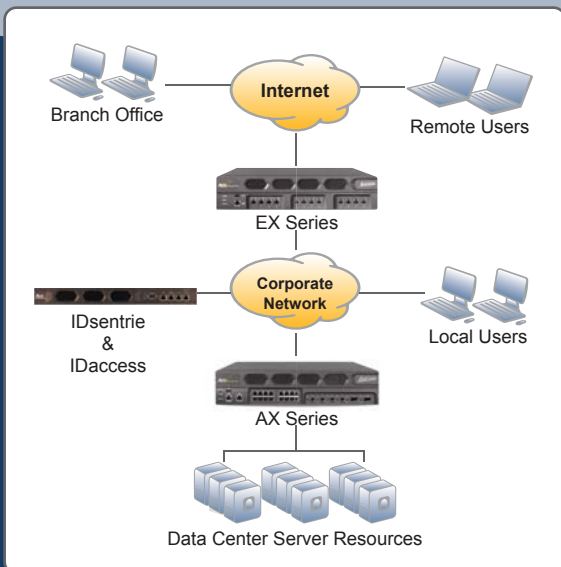 Internet
Branch Office
Remote Users
EX Series
Corporate
Network
IDsentrie
&
IDaccess
Local Users
AX Series
Data Center Server Resources